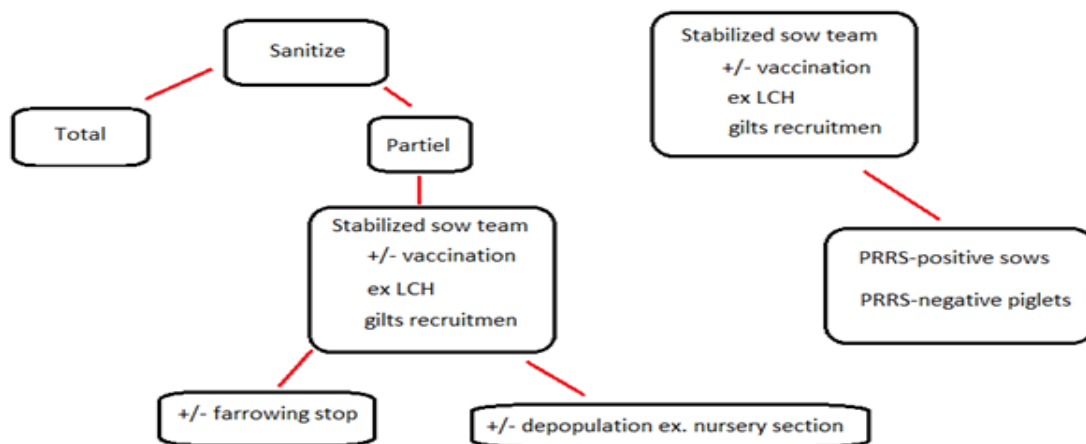 Sanitize
Total
Partiel
Stabilized sow team
+/- vaccination
ex LCH
gilts recruitmen
+/- farrowing stop
+/- depopulation ex. nursery section
Stabilized sow team
+/- vaccination
ex LCH
gilts recruitmen
PRRS-positive sows
PRRS-negative piglets